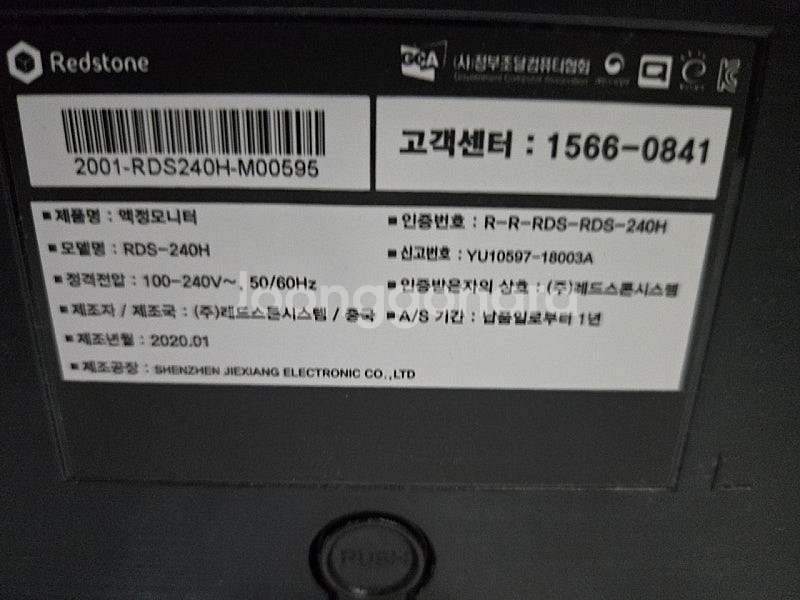 Redstone
GCA (사)정부조달컴퓨터협회
Government Computer Association
2001-RDS240H-M00595
고객센터 : 1566-0841
■ 제품명 : 액정모니터
■ 모델명 : RDS-240H
■ 정격전압 : 100-240V~, 50/60Hz
■ 제조자 / 제조국 : (주)레드스톤시스템 / 중국
■ 제조년월 : 2020.01
■ 제조공장 : SHENZHEN JIEXIANG ELECTRONIC CO.,LTD
■ 인증번호 : R-R-RDS-RDS-240H
■ 신고번호 : YU10597-18003A
■ 인증받은자의 상호 : (주)레드스톤시스템
■ A/S 기간 : 납품일로부터 1년
Joonggonara
PUSH